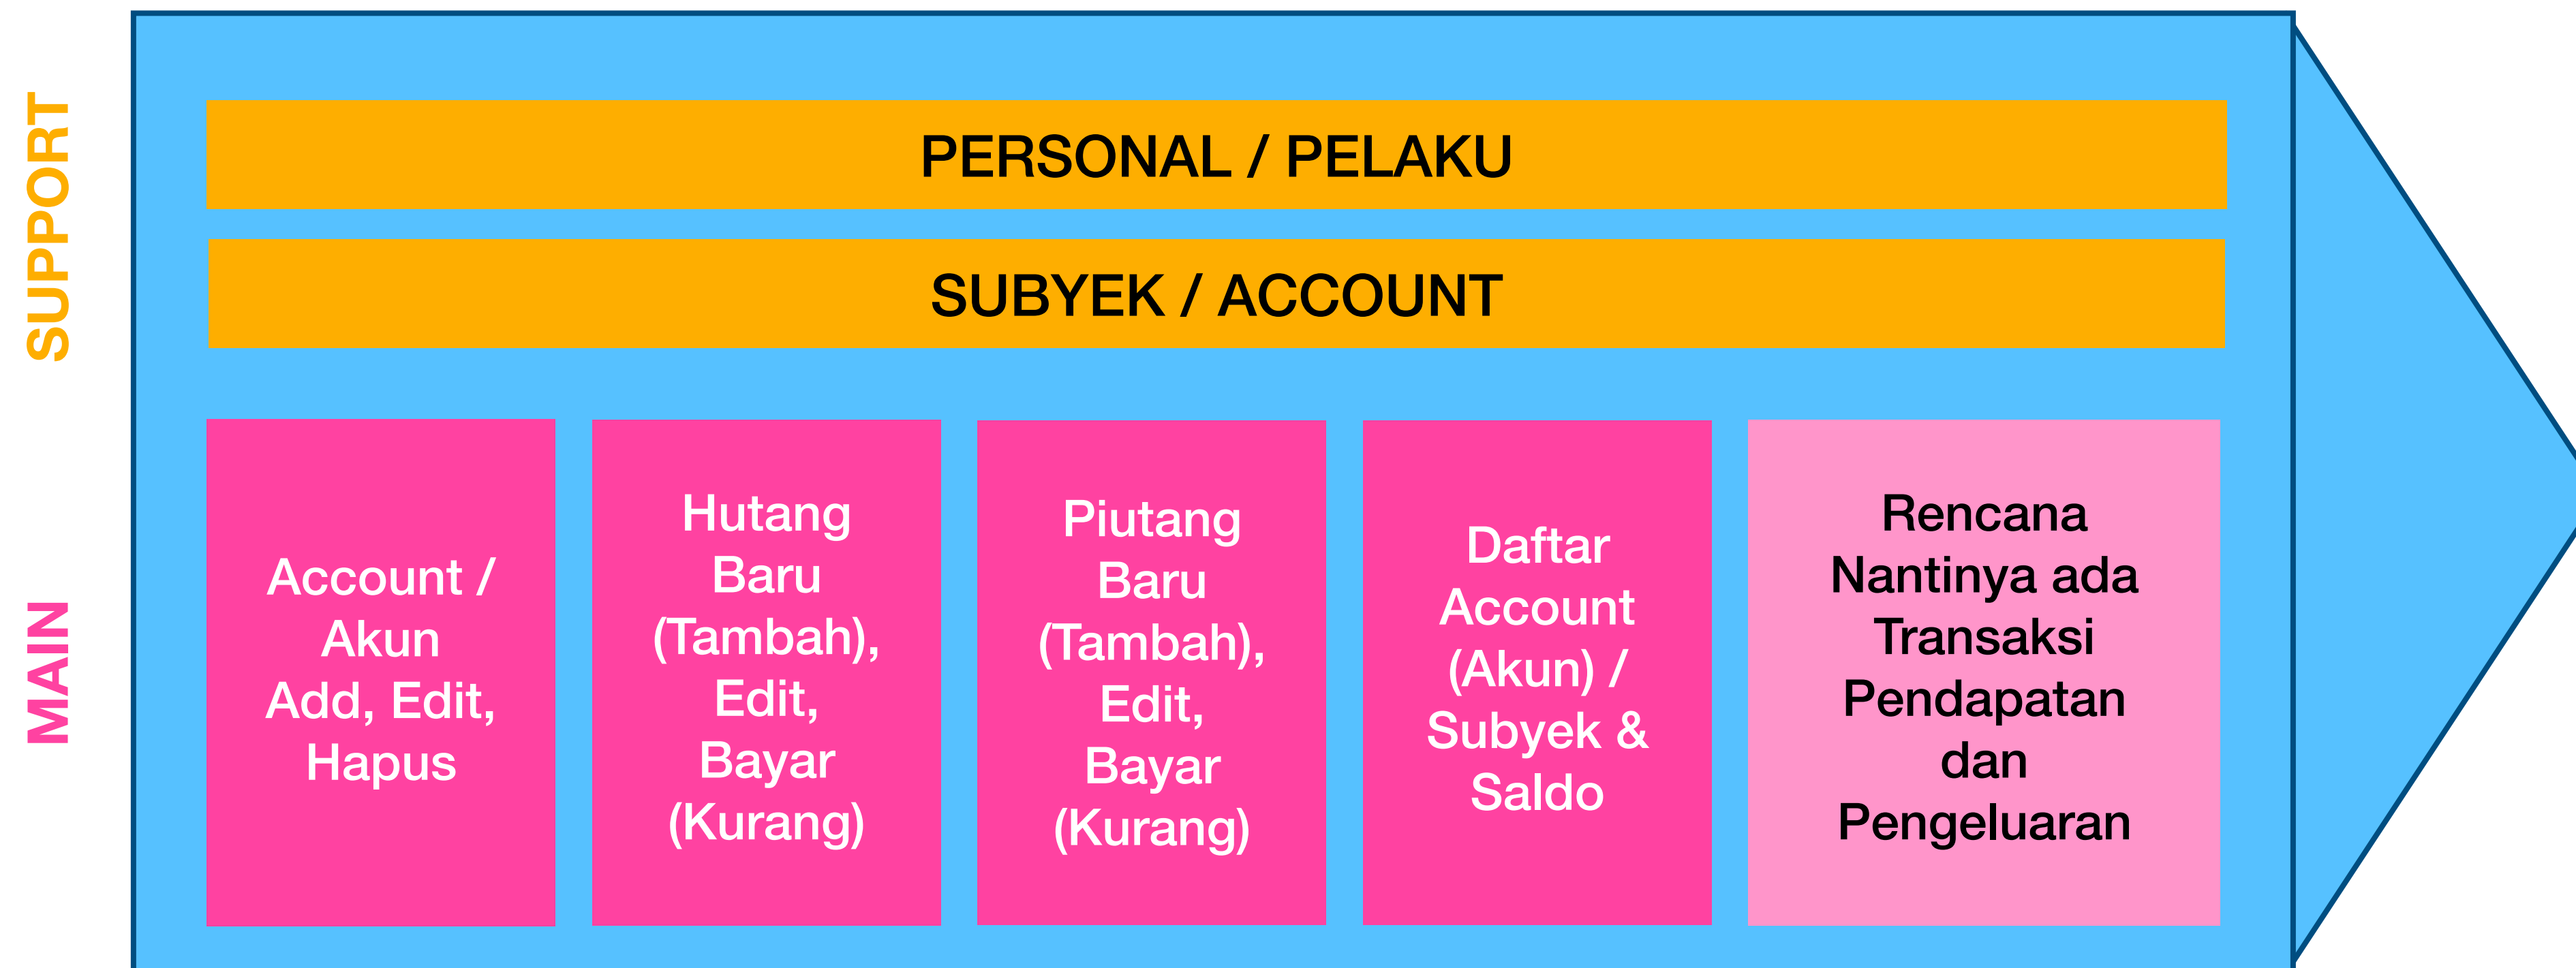 SUPPORT
PERSONAL / PELAKU
SUBYEK / ACCOUNT
MAIN
Account /
Akun
Add, Edit,
Hapus
Hutang
Baru
(Tambah),
Edit,
Bayar
(Kurang)
Piutang
Baru
(Tambah),
Edit,
Bayar
(Kurang)
Daftar
Account
(Akun) /
Subyek &
Saldo
Rencana
Nantinya ada
Transaksi
Pendapatan
dan
Pengeluaran